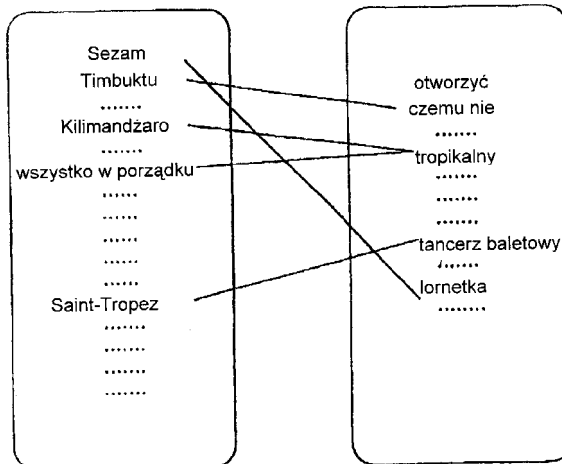 Sezam
Timbuktu
.......
Kilimandżaro
.......
wszystko w porządku
......
......
......
......
......
Saint-Tropez
.......
.......
.......
.......
otworzyć
czemu nie
.......
tropikalny
.......
.......
.......
tancerz baletowy
.......
lornetka
........